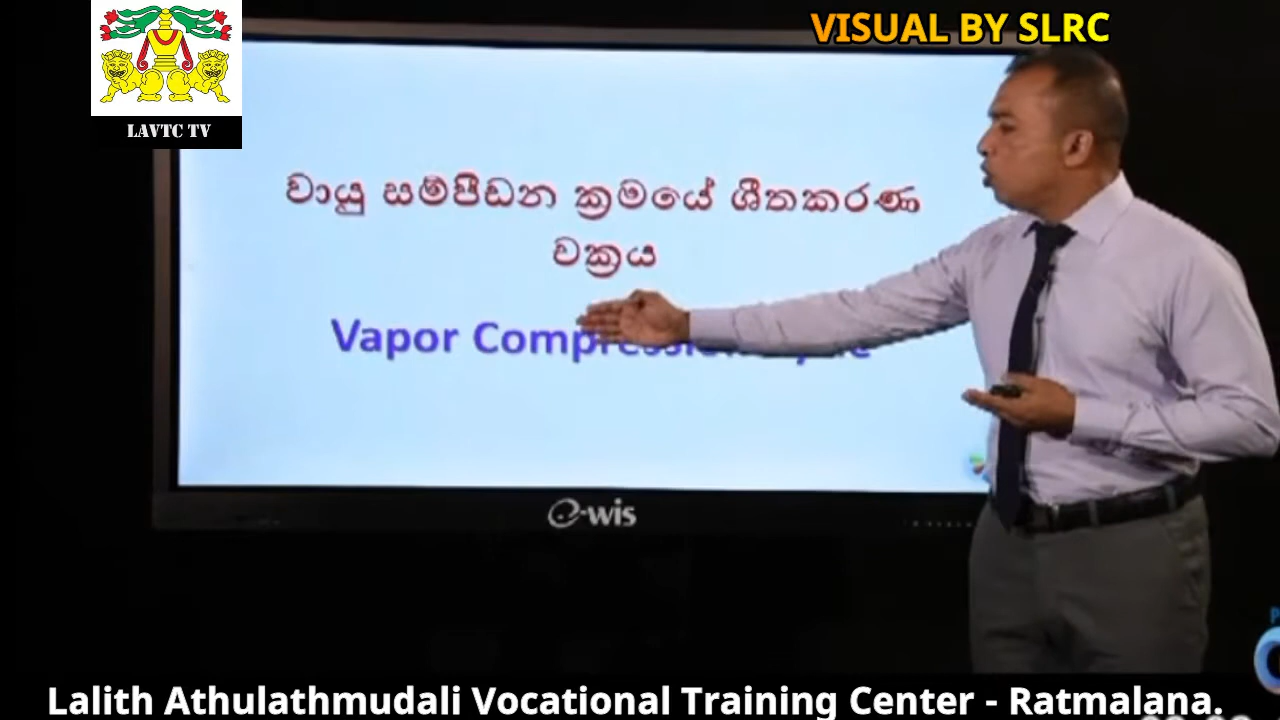 VISUAL BY SLRC
LAVTC TV
වායු සම්පීඩන ක්‍රමයේ ශීතකරණ
චක්‍රය
Vapor
e-wis
Lalith Athulathmudali Vocational Training Center - Ratmalana.